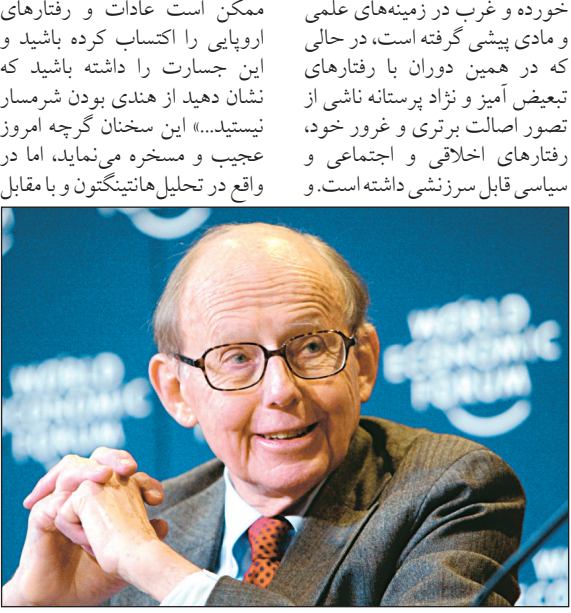 خورده و غرب در زمینه‌های علمی
و مادی پیشی گرفته است، در حالی
که در همین دوران با رفتارهای
تبعیض آمیز و نژاد پرستانه ناشی از
تصور اصالت برتری و غرور خود،
رفتارهای اخلاقی و اجتماعی و
سیاسی قابل سرزنشی داشته است. و
ممکن است عادات و رفتارهای
اروپایی را اکتساب کرده باشید و
این جسارت را داشته باشید که
نشان دهید از هندی بودن شرمسار
نیستید...» این سخنان گرچه امروز
عجیب و مسخره می‌نماید، اما در
واقع در تحلیل‌هانتینگتون و با مقابل
WORLD
ECONOMIC
FORUM
WORLD
ECONOMIC
FORUM